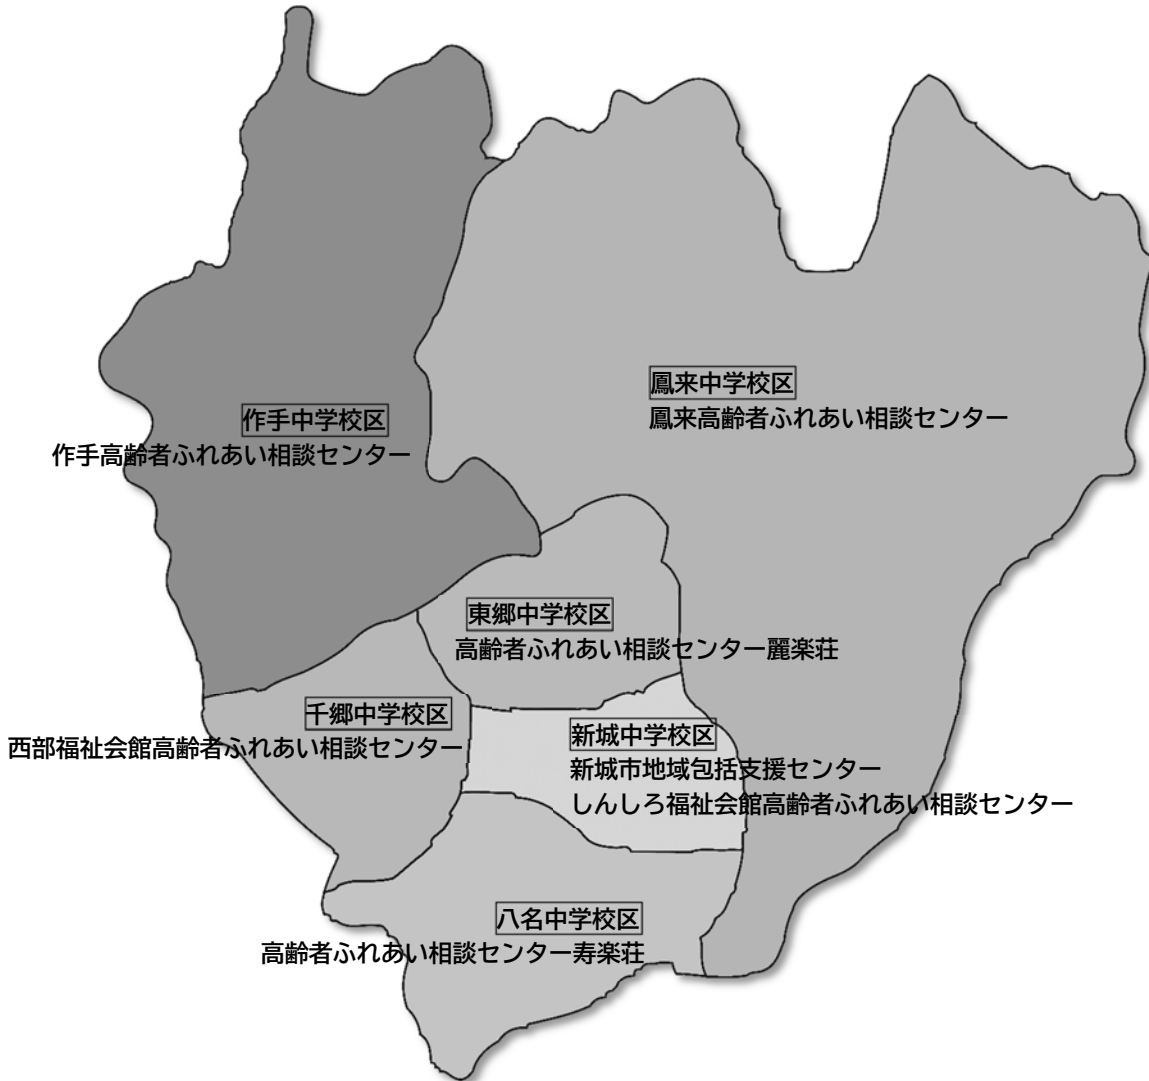 鳳来中学校区
鳳来高齢者ふれあい相談センター
作手中学校区
作手高齢者ふれあい相談センター
東郷中学校区
高齢者ふれあい相談センター麗楽荘
千郷中学校区
西部福祉会館高齢者ふれあい相談センター
新城中学校区
新城市地域包括支援センター
しんしろ福祉会館高齢者ふれあい相談センター
八名中学校区
高齢者ふれあい相談センター寿楽荘